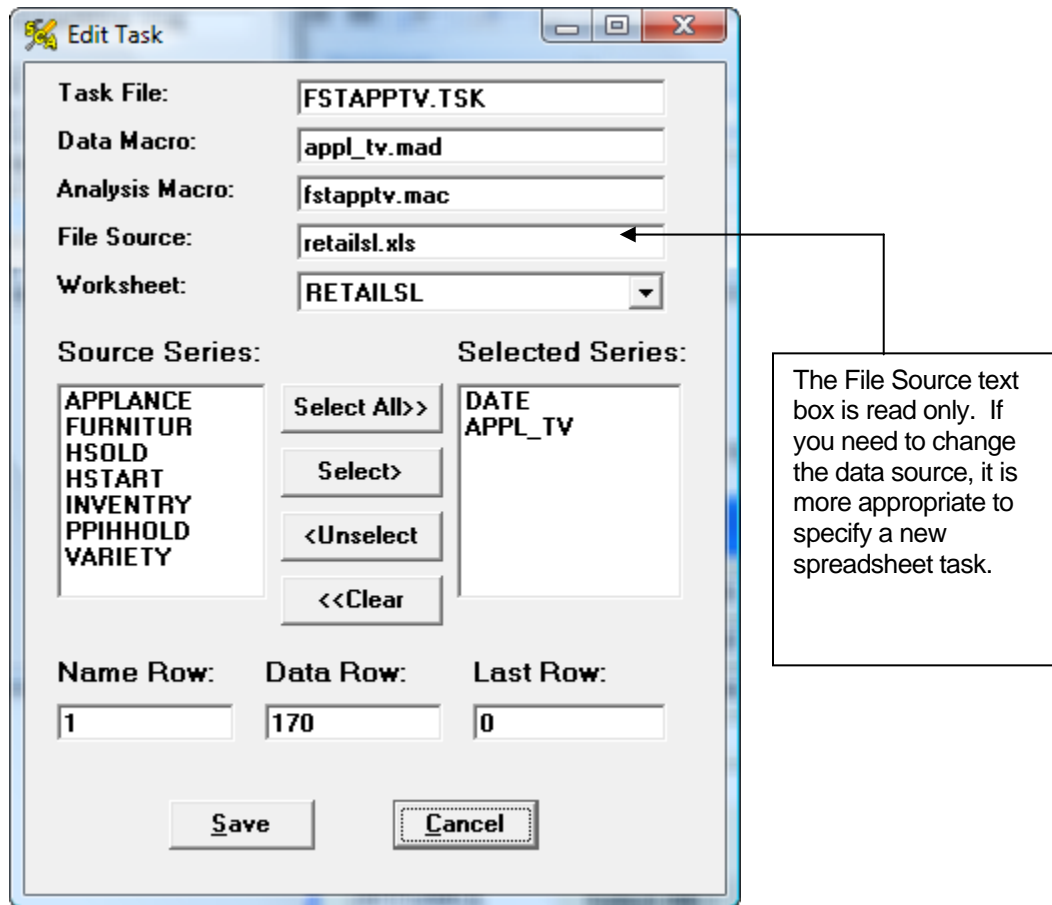 Edit Task
Task File:
FSTAPPTV.TSK
Data Macro:
appl_tv.mad
Analysis Macro:
fstapptv.mac
File Source:
retailsl.xls
Worksheet:
RETAILSL
Source Series:
Selected Series:
APPLANCE
FURNITUR
HSOLD
HSTART
INVENTRY
PPIHHOLD
VARIETY
Select All>>
Select>
<Unselect
<<Clear
DATE
APPL_TV
Name Row:
Data Row:
Last Row:
1
170
0
Save
Cancel
The File Source text
box is read only. If
you need to change
the data source, it is
more appropriate to
specify a new
spreadsheet task.